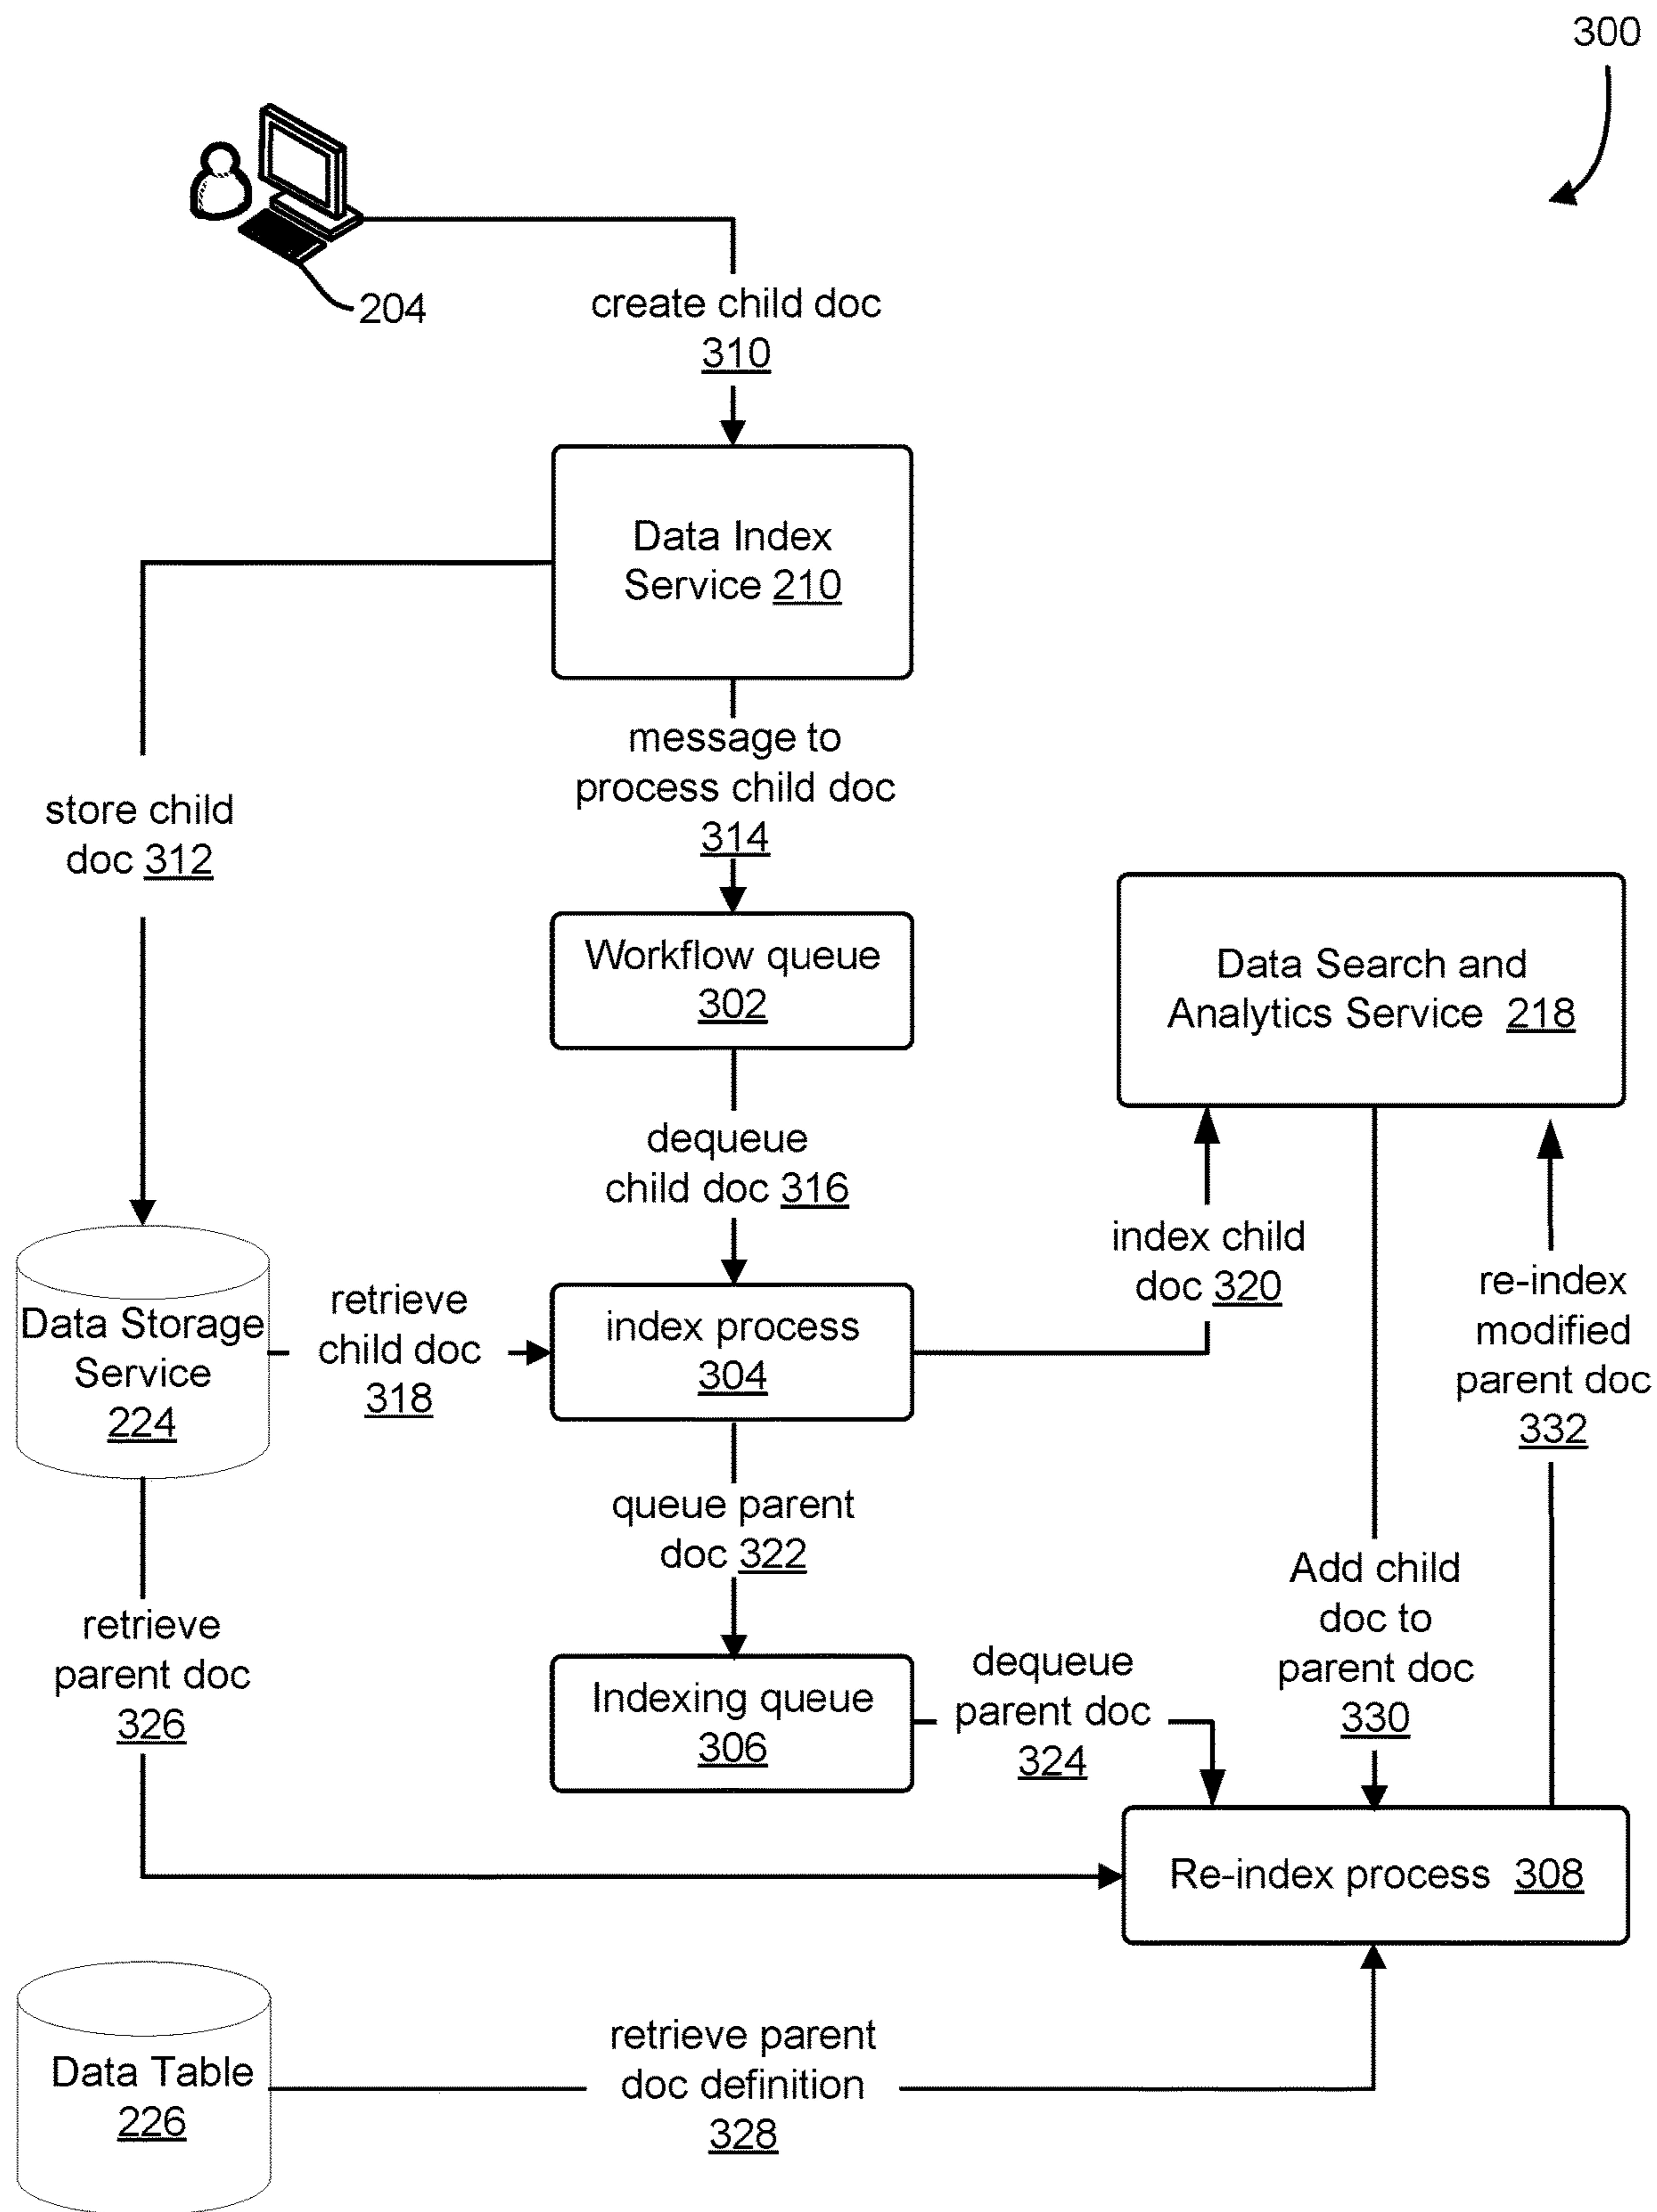 300
204
create child doc
310
Data Index
Service 210
message to
process child doc
314
store child
doc 312
Workflow queue
302
Data Search and
Analytics Service 218
dequeue
child doc 316
index child
doc 320
re-index
modified
parent doc
332
Data Storage
Service
224
retrieve
child doc
318
index process
304
queue parent
doc 322
Add child
doc to
parent doc
330
retrieve
parent doc
326
Indexing queue
306
dequeue
parent doc
324
Re-index process 308
Data Table
226
retrieve parent
doc definition
328